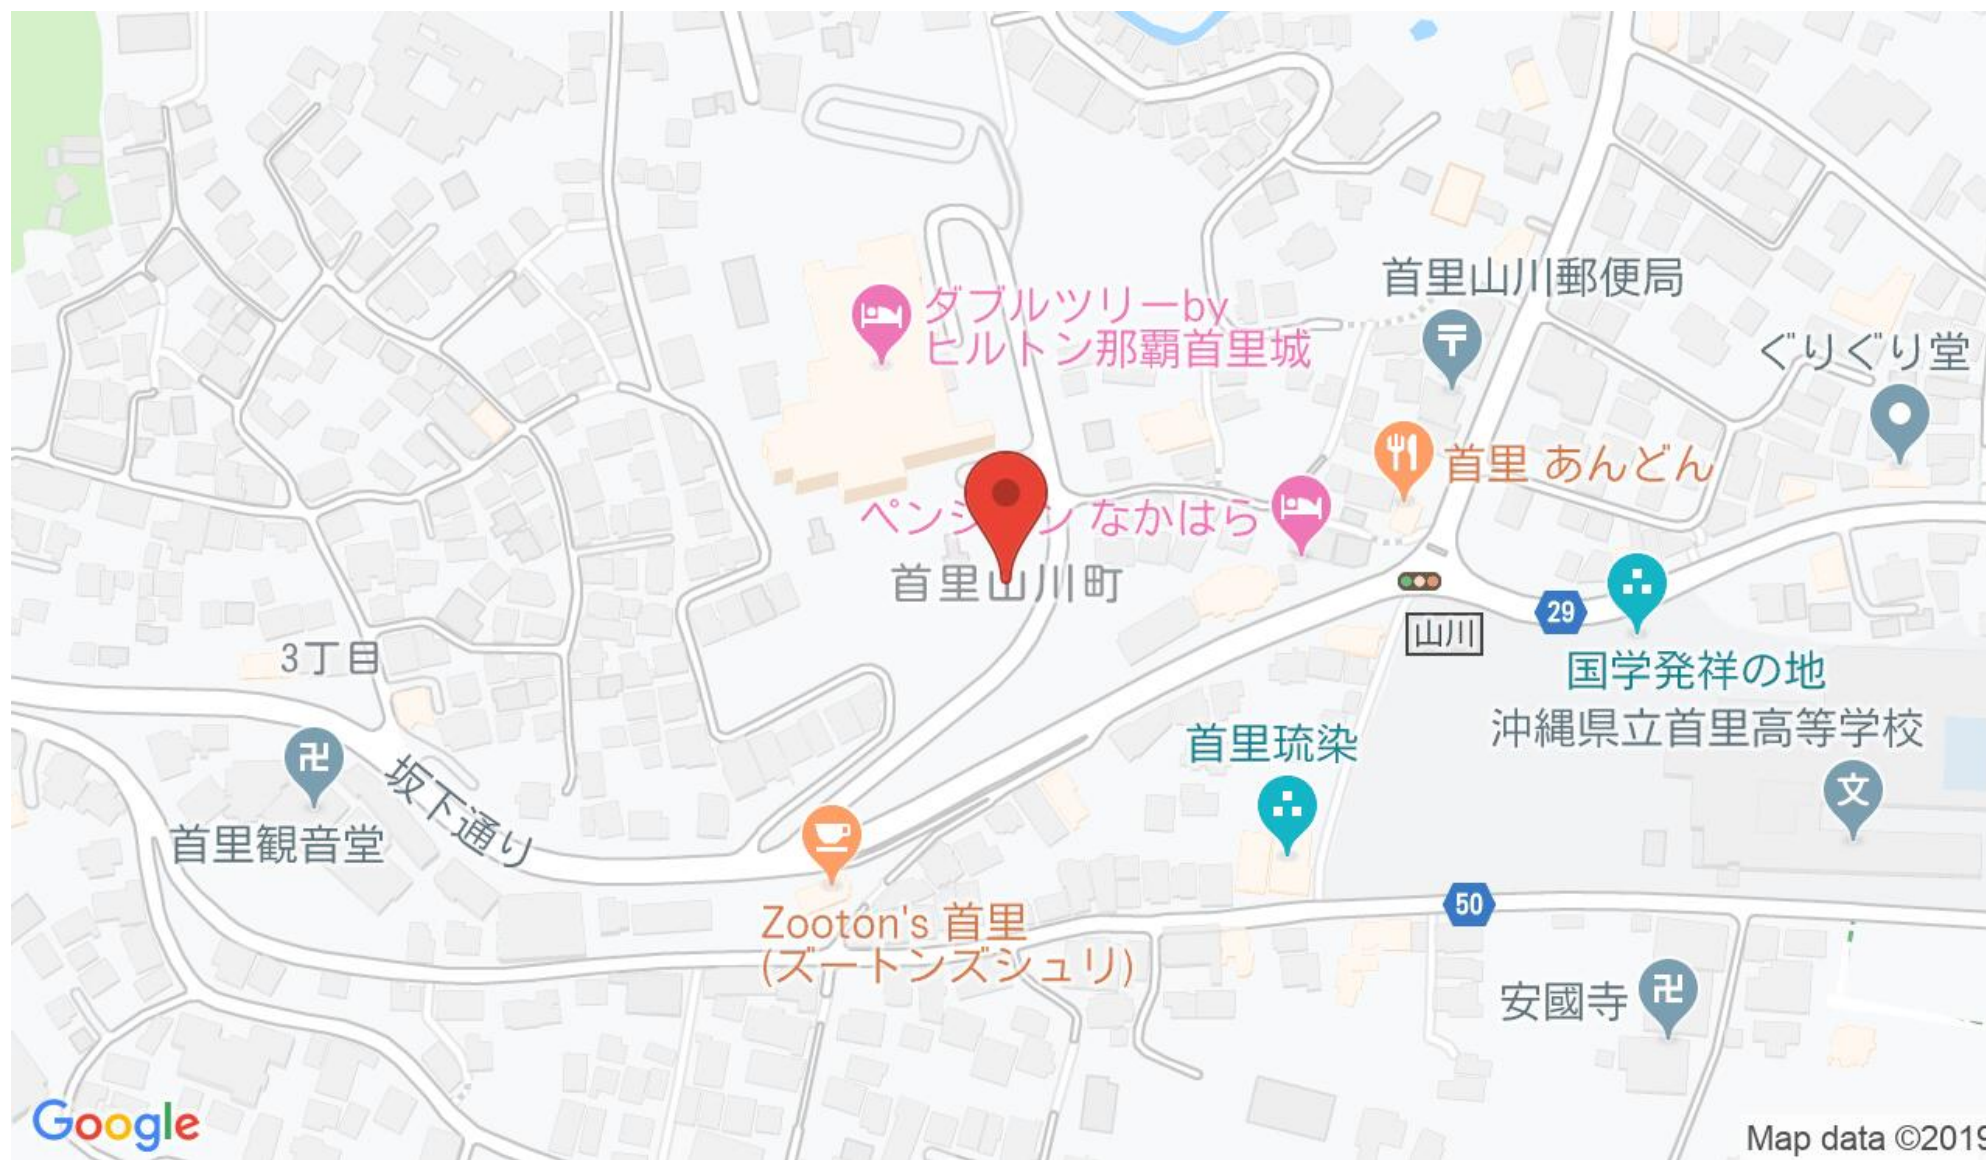 首里山川郵便局
ダブルツリーby
ヒルトン那覇首里城
ぐりぐり堂
首里 あんどん
ペンション なかはら
首里山川町
29
山川
3丁目
国学発祥の地
沖縄県立首里高等学校
文
首里琉染
坂下通り
首里観音堂
50
Zooton's 首里
(ズートンズシュリ)
安國寺
Google
Map data ©2019